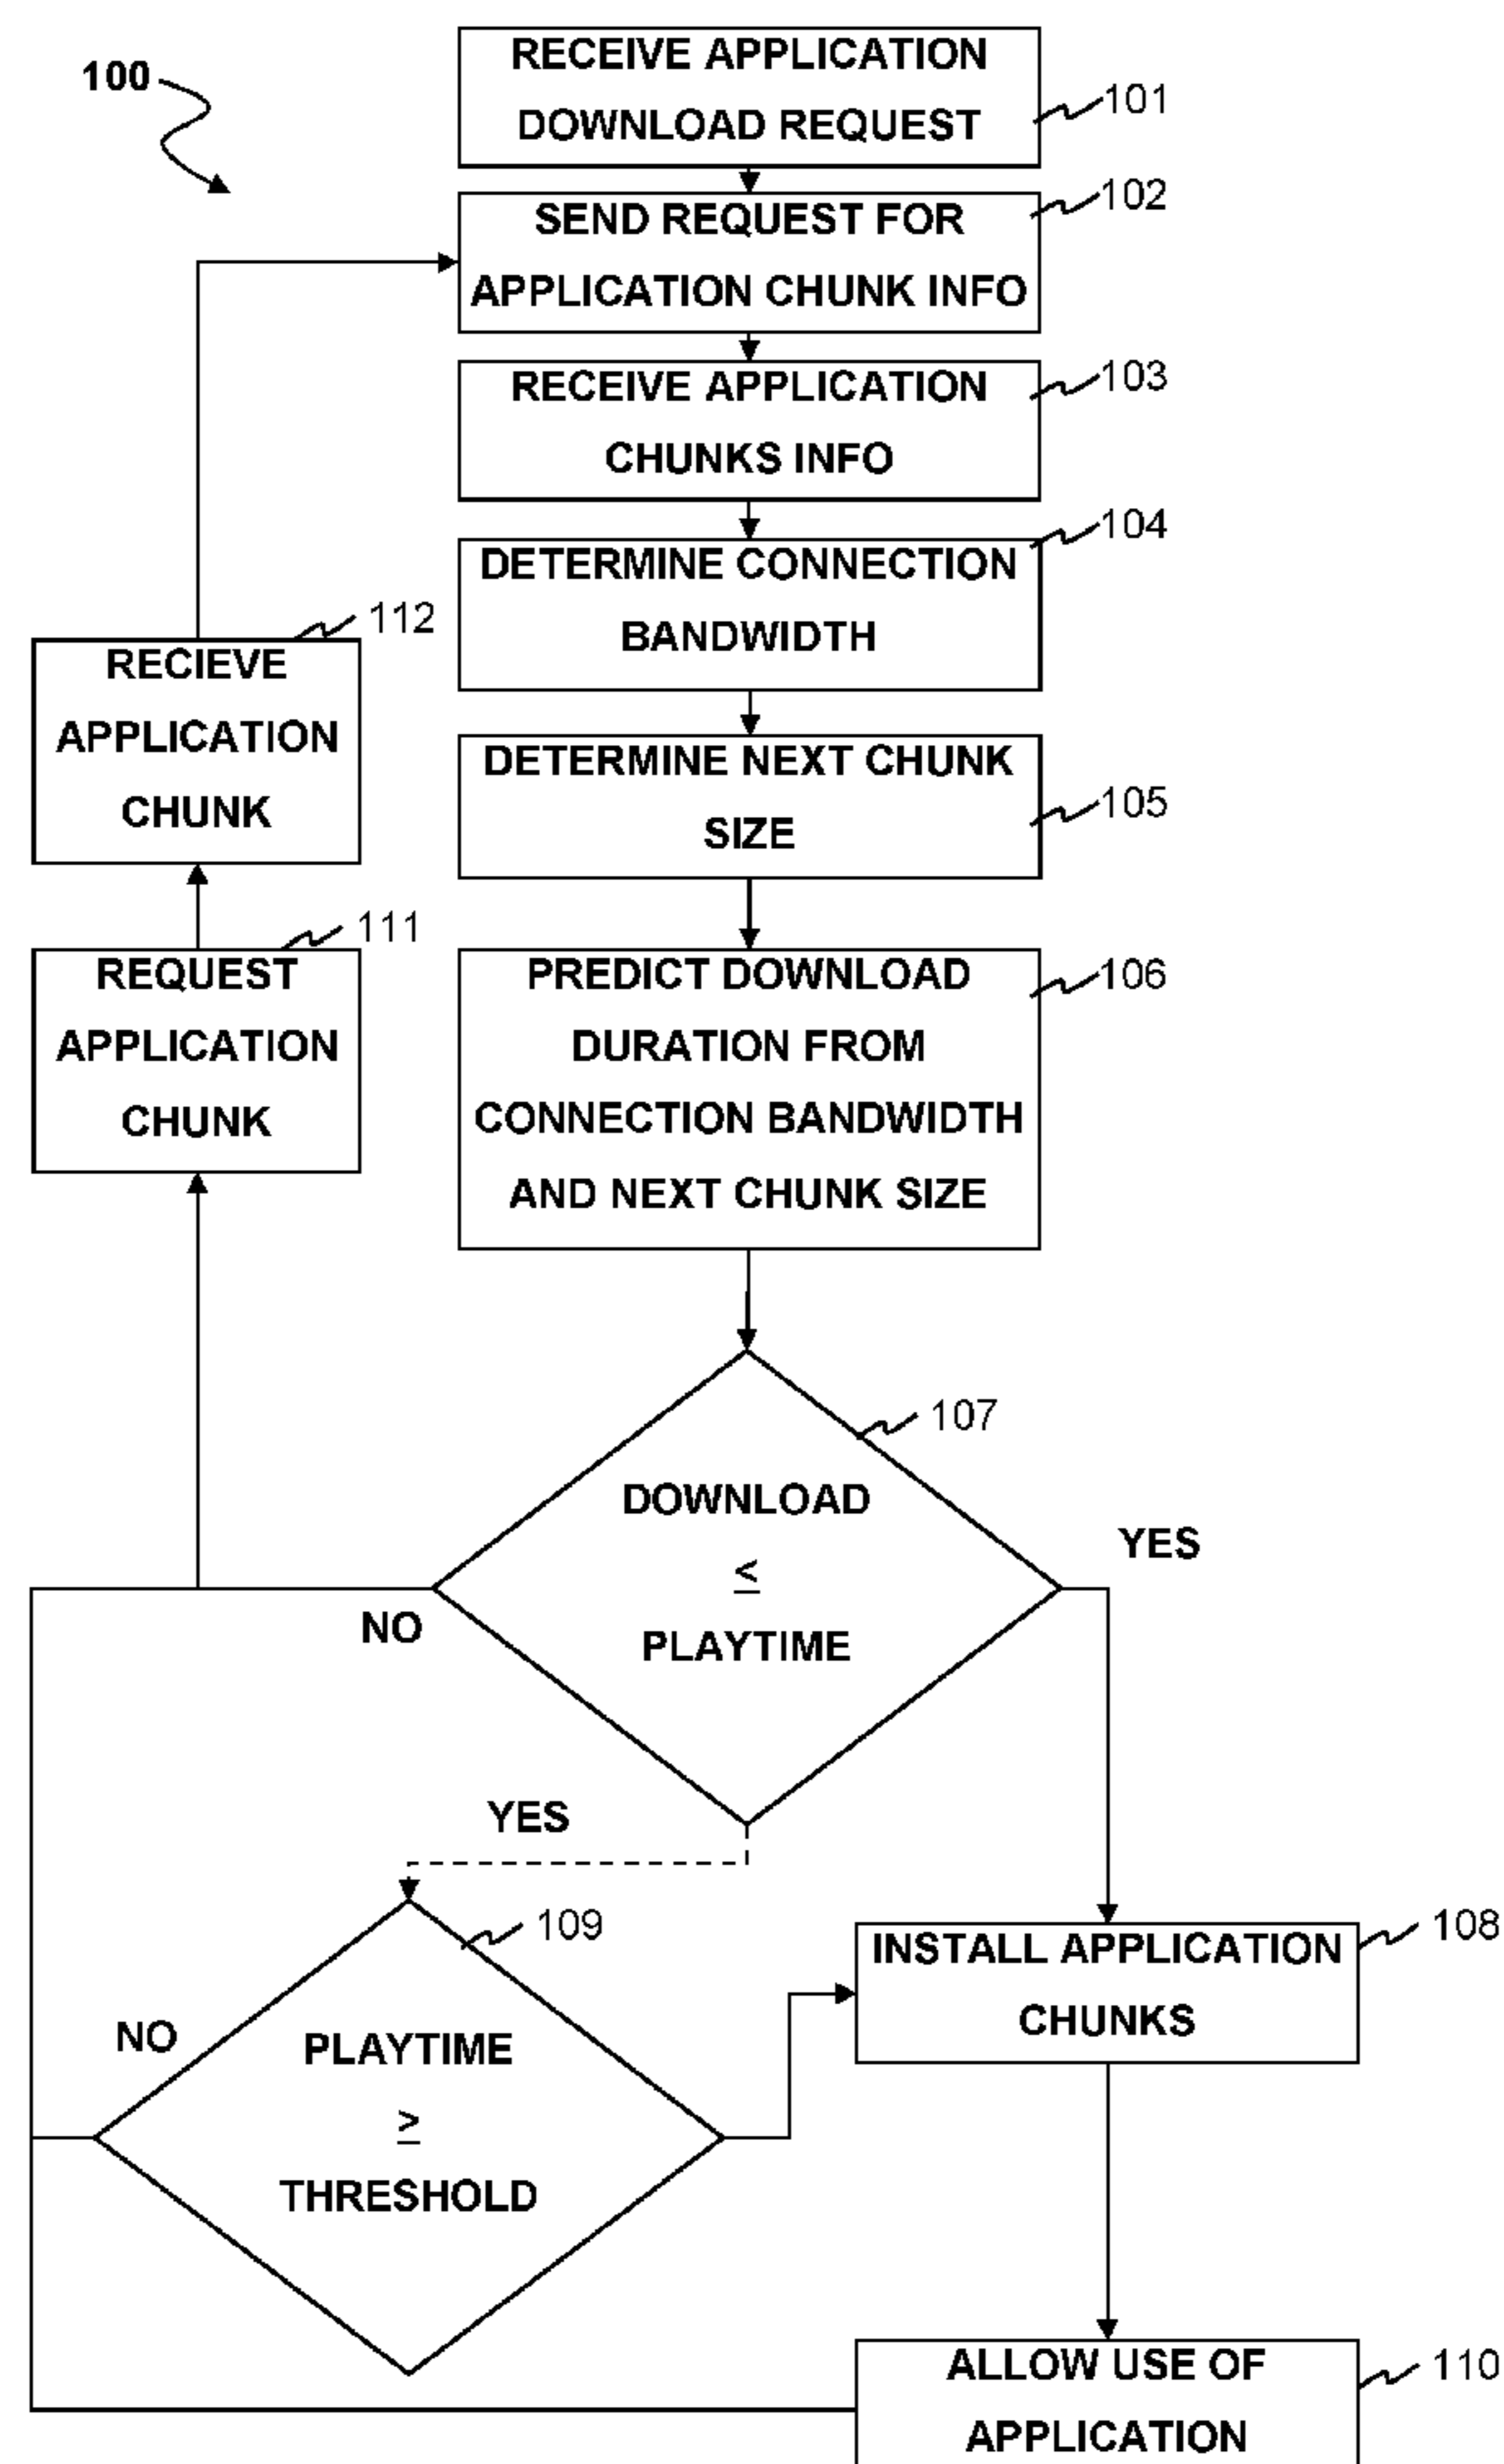 100
RECEIVE APPLICATION
DOWNLOAD REQUEST
101
SEND REQUEST FOR
APPLICATION CHUNK INFO
102
RECEIVE APPLICATION
CHUNKS INFO
103
DETERMINE CONNECTION
BANDWIDTH
104
DETERMINE NEXT CHUNK
SIZE
105
PREDICT DOWNLOAD
DURATION FROM
CONNECTION BANDWIDTH
AND NEXT CHUNK SIZE
106
112
RECIEVE
APPLICATION
CHUNK
111
REQUEST
APPLICATION
CHUNK
107
DOWNLOAD
≤
PLAYTIME
YES
NO
YES
109
NO
PLAYTIME
≥
THRESHOLD
INSTALL APPLICATION
CHUNKS
108
ALLOW USE OF
APPLICATION
110